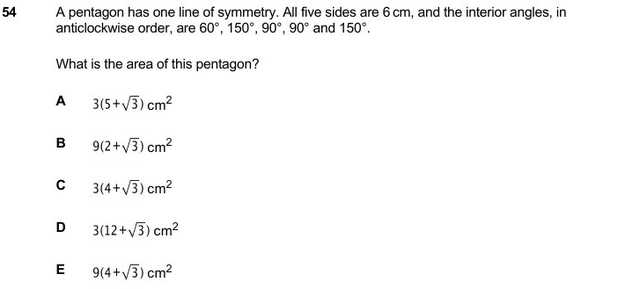 54 A pentagon has one line of symmetry. All five sides are 6 cm, and the interior angles, in
anticlockwise order, are 60°, 150°, 90°, 90° and 150°.
What is the area of this pentagon?
A 3(5+√3) cm²
B 9(2+√3) cm²
C 3(4+√3) cm²
D 3(12+√3) cm²
E 9(4+√3) cm²